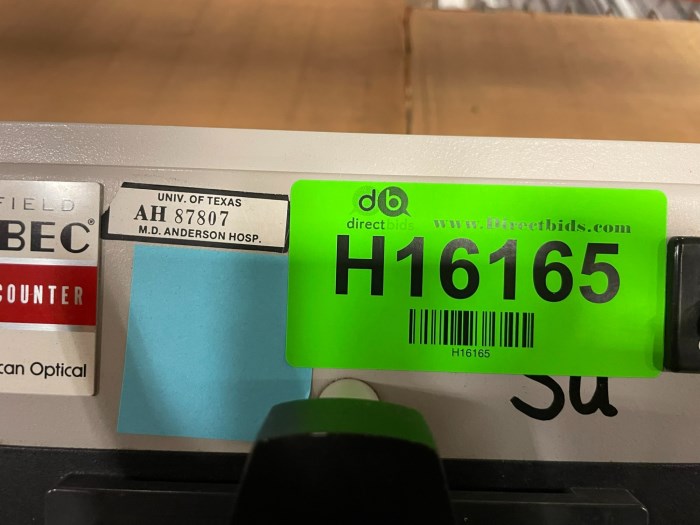 FIELD
BEC®
COUNTER
can Optical
UNIV. OF TEXAS
AH 87807
M.D. ANDERSON HOSP.
db
directbids
www.Directbids.com
H16165
H16165